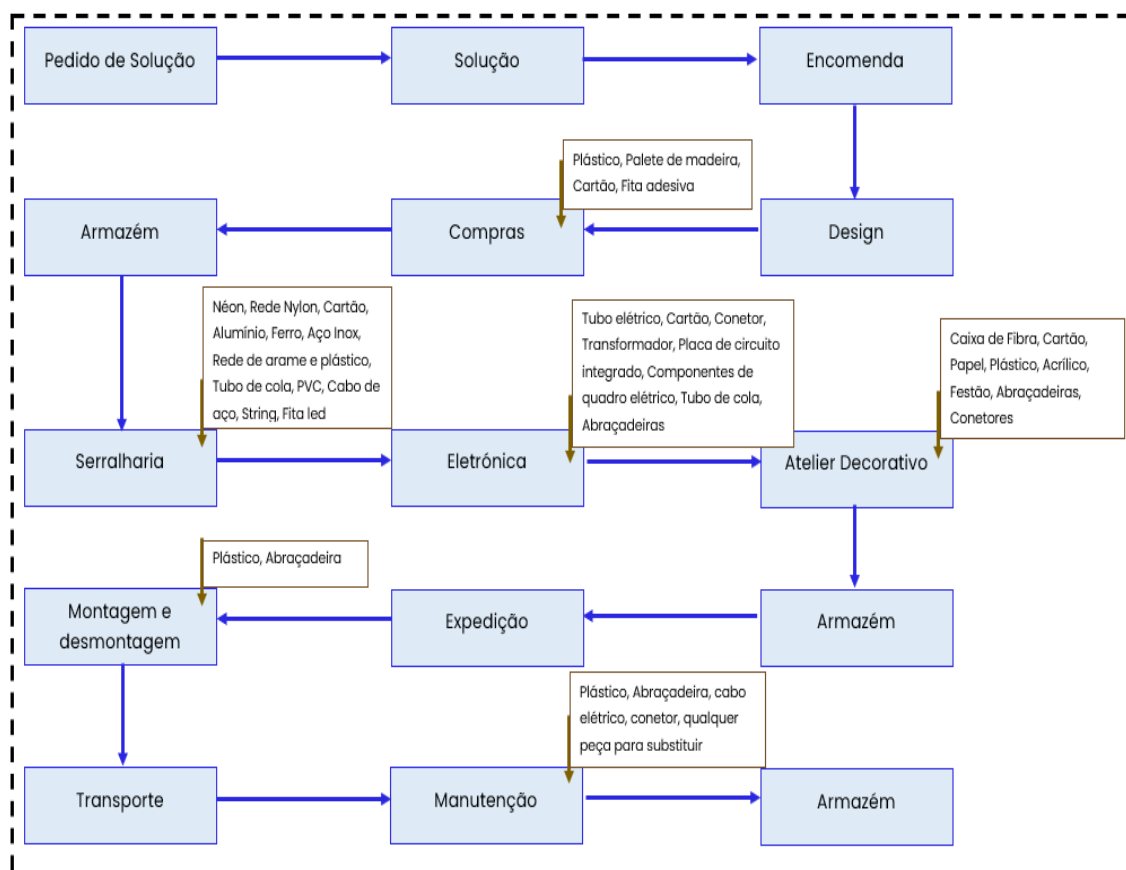 Pedido de Solução
Solução
Encomenda
Plástico, Palete de madeira,
Cartão, Fita adesiva
Armazém
Compras
Design
Néon, Rede Nylon, Cartão,
Alumínio, Ferro, Aço Inox,
Rede de arame e plástico,
Tubo de cola, PVC, Cabo de
aço, String, Fita led
Tubo elétrico, Cartão, Conetor,
Transformador, Placa de circuito
integrado, Componentes de
quadro elétrico, Tubo de cola,
Abraçadeiras
Caixa de Fibra, Cartão,
Papel, Plástico, Acrílico,
Festão, Abraçadeiras,
Conetores
Serralharia
Eletrónica
Atelier Decorativo
Plástico, Abraçadeira
Montagem e
desmontagem
Expedição
Armazém
Plástico, Abraçadeira, cabo
elétrico, conetor, qualquer
peça para substituir
Transporte
Manutenção
Armazém